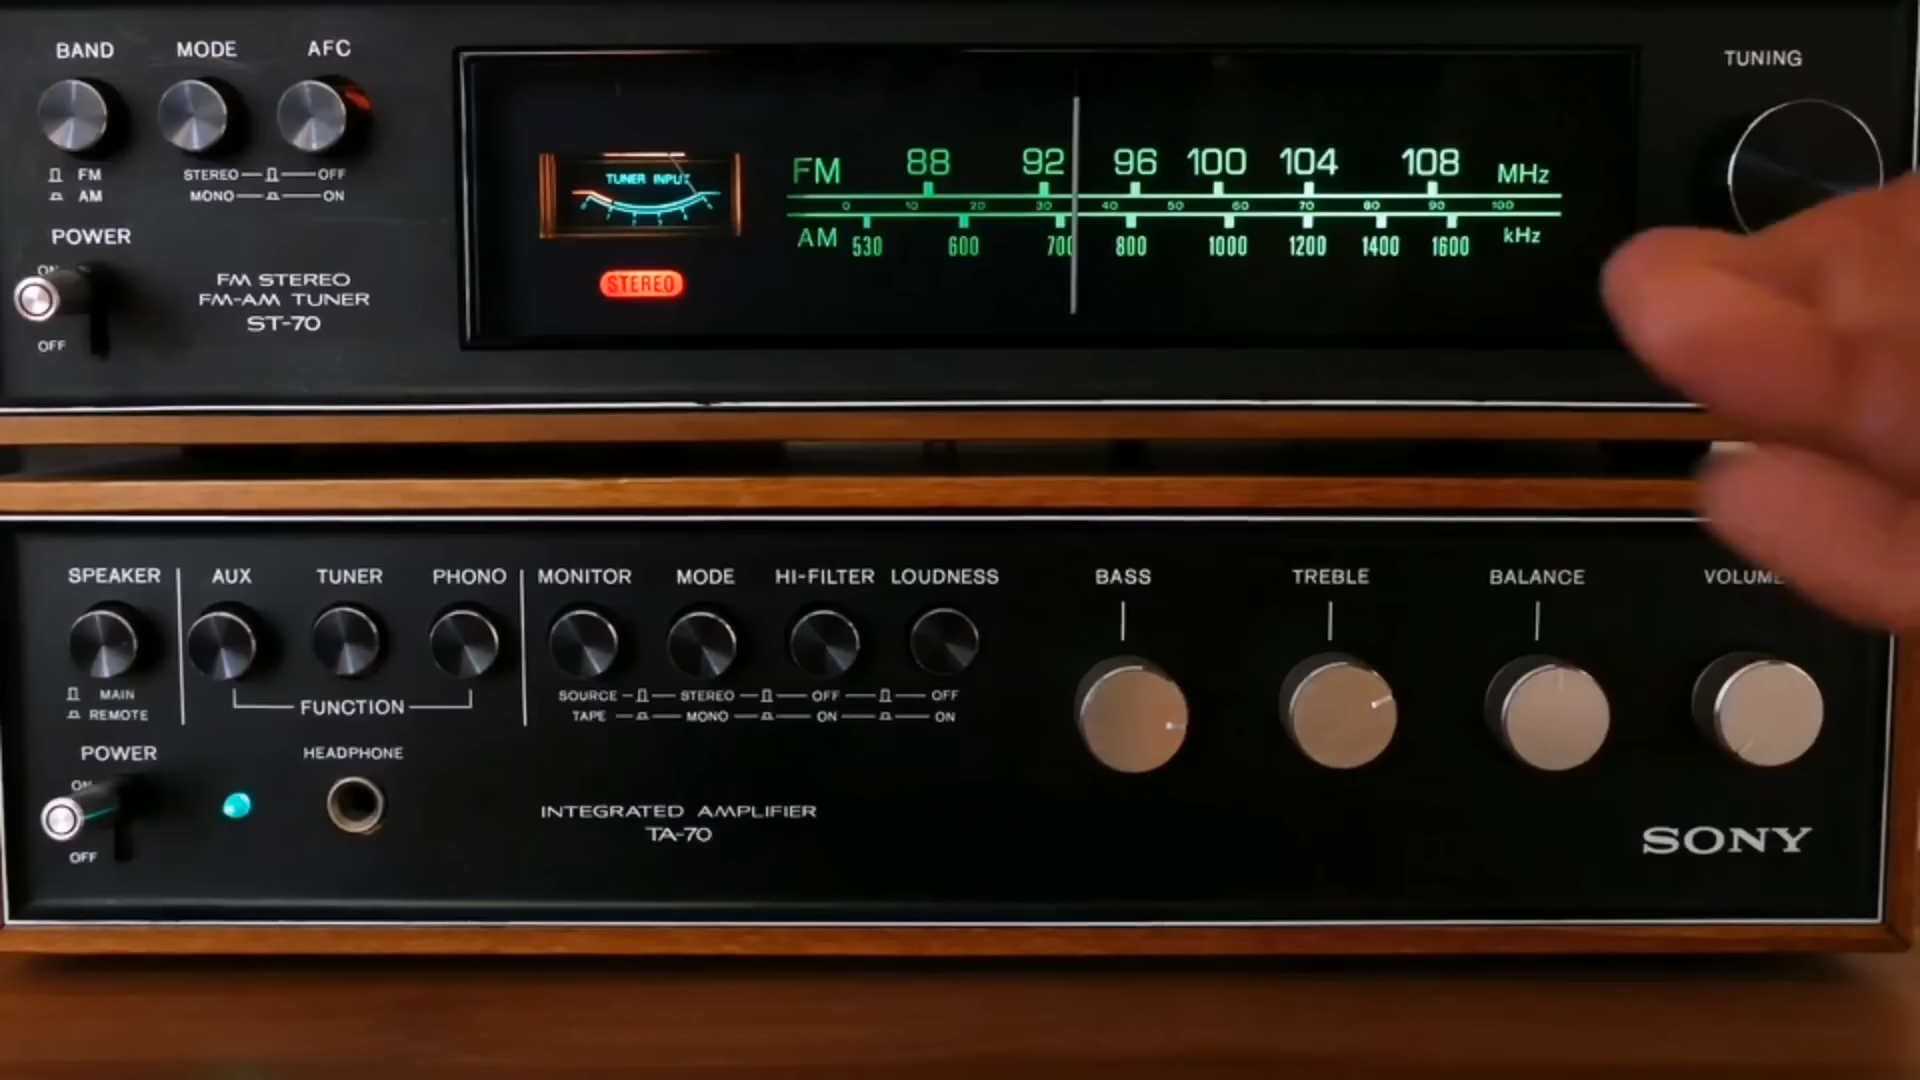 BAND MODE AFC
TUNING
FM 88 92 96 100 104 108 MHz
TUNER INPUT
FM STEREO OFF
AM MONO ON
0 10 20 30 40 50 60 70 80 90 100
AM 530 600 700 800 1000 1200 1400 1600 kHz
POWER
ON
STEREO
FM STEREO
FM-AM TUNER
ST-70
OFF
SPEAKER AUX TUNER PHONO MONITOR MODE HI-FILTER LOUDNESS BASS TREBLE BALANCE VOLUME
MAIN SOURCE STEREO OFF OFF
REMOTE FUNCTION TAPE MONO ON ON
POWER HEADPHONE
ON
INTEGRATED AMPLIFIER
TA-70
SONY
OFF